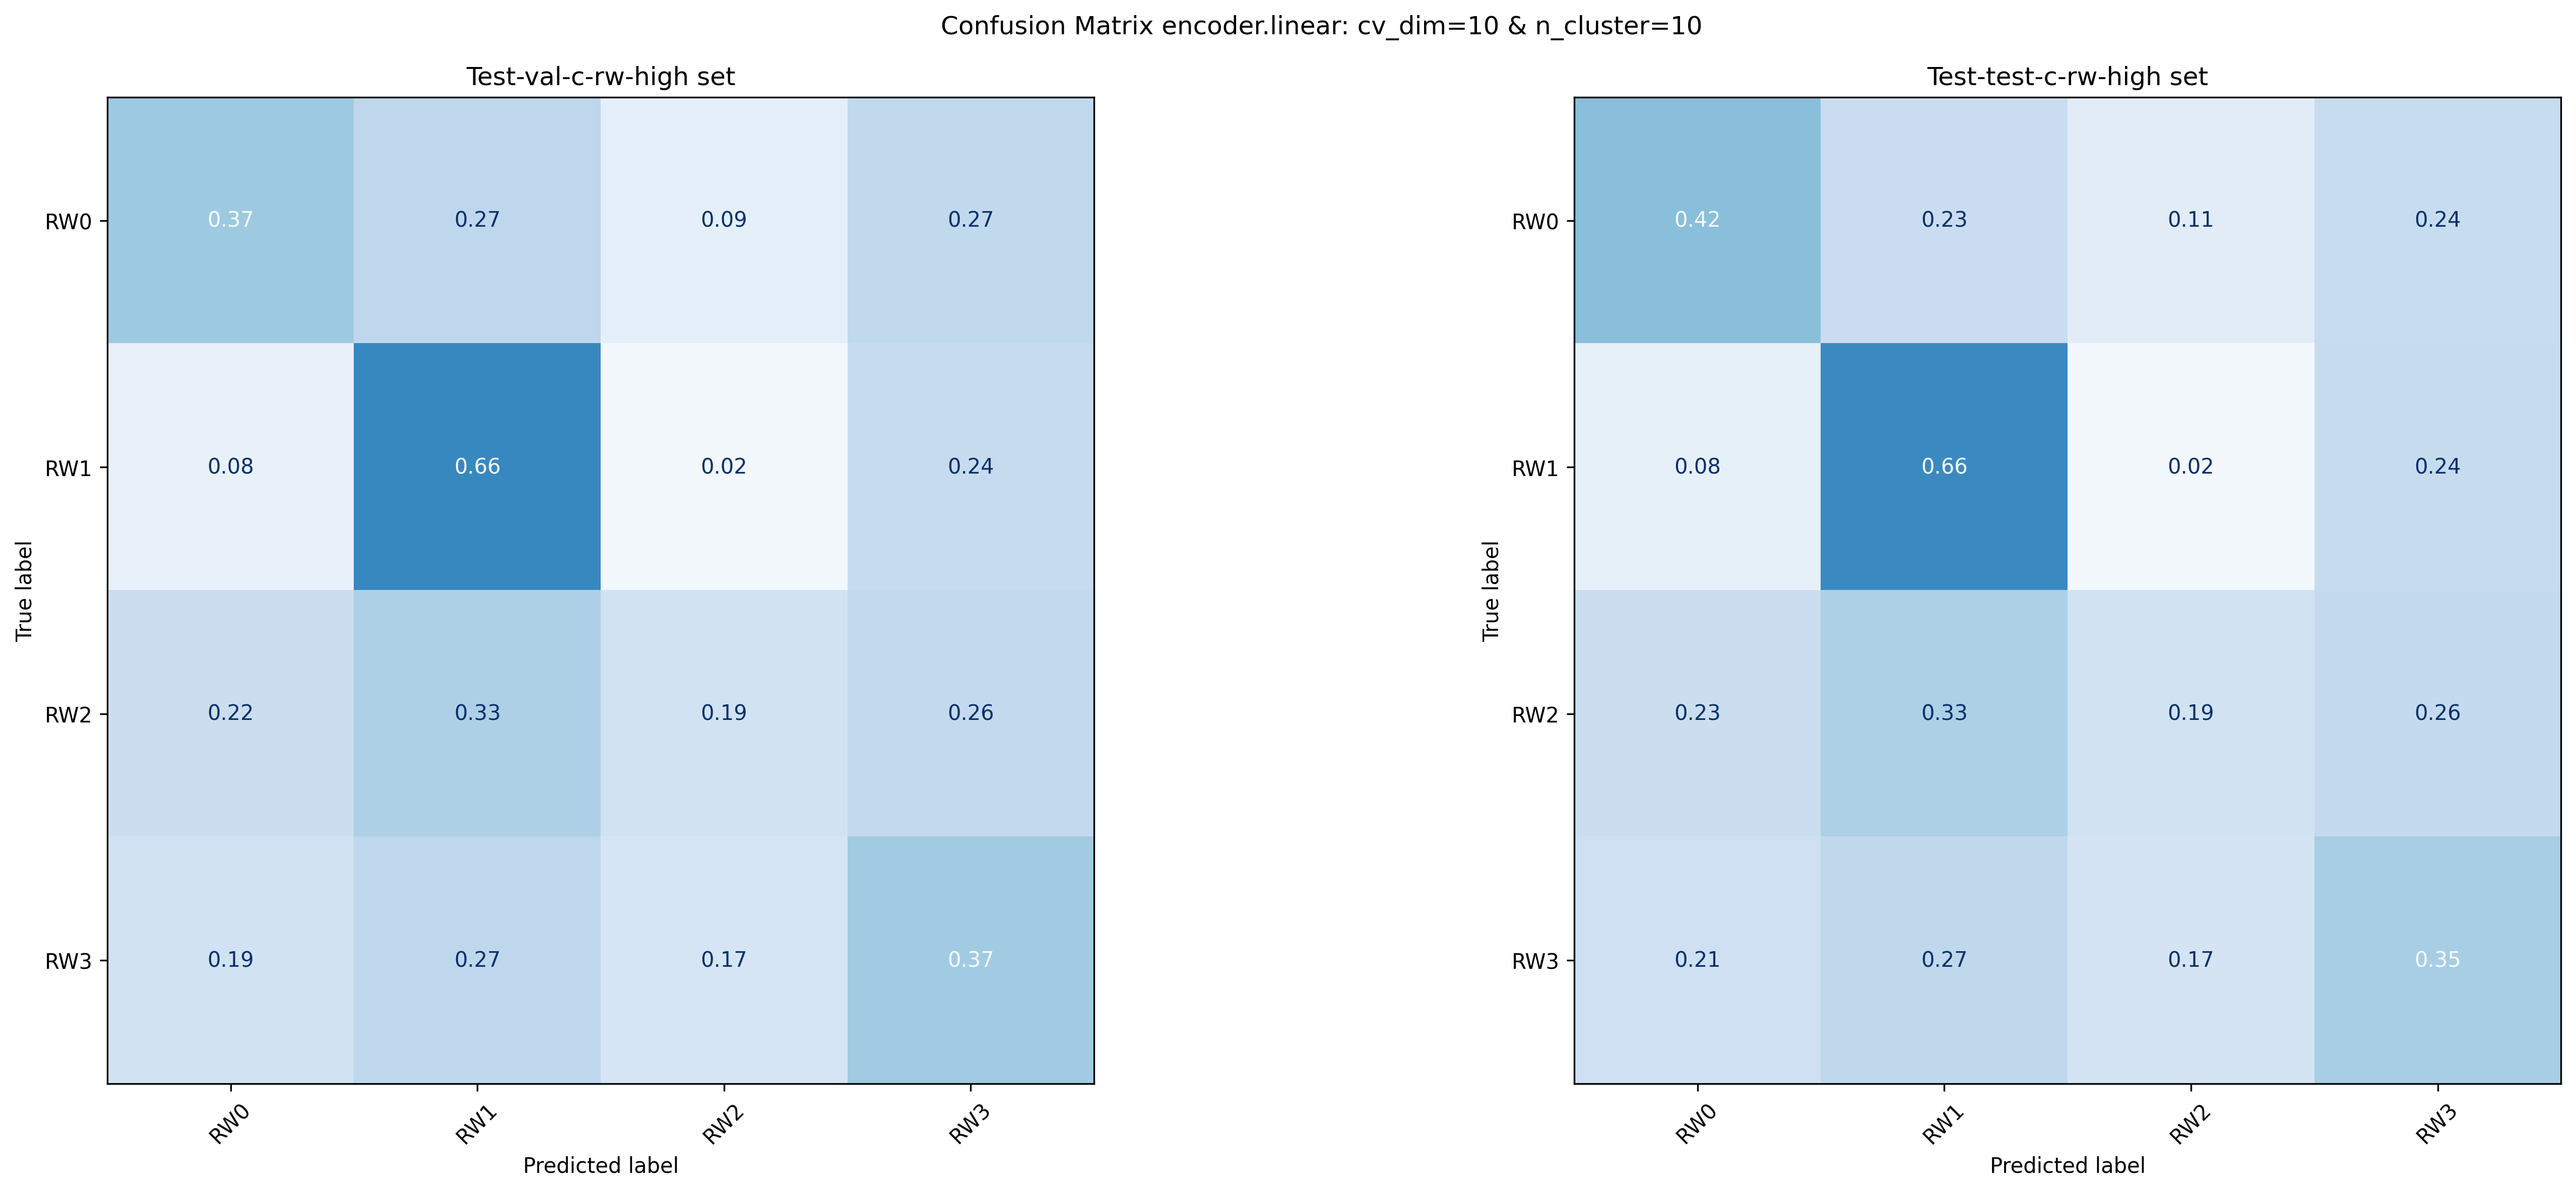 Confusion Matrix encoder.linear: cv_dim=10 & n_cluster=10
Test-val-c-rw-high set
True label
RW0 0.37 0.27 0.09 0.27
RW1 0.08 0.66 0.02 0.24
RW2 0.22 0.33 0.19 0.26
RW3 0.19 0.27 0.17 0.37
RW0 RW1 RW2 RW3
Predicted label
Test-test-c-rw-high set
True label
RW0 0.42 0.23 0.11 0.24
RW1 0.08 0.66 0.02 0.24
RW2 0.23 0.33 0.19 0.26
RW3 0.21 0.27 0.17 0.35
RW0 RW1 RW2 RW3
Predicted label